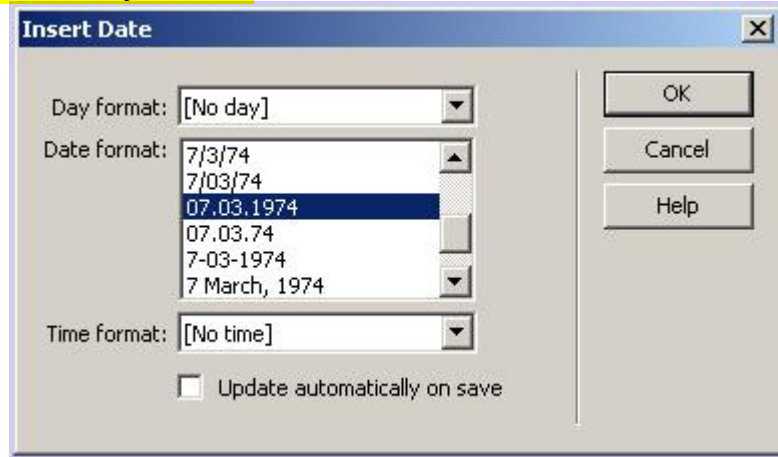 Insert Date
Day format: [No day]
OK
Date format:
7/3/74
7/03/74
07.03.1974
07.03.74
7-03-1974
7 March, 1974
Cancel
Help
Time format: [No time]
Update automatically on save